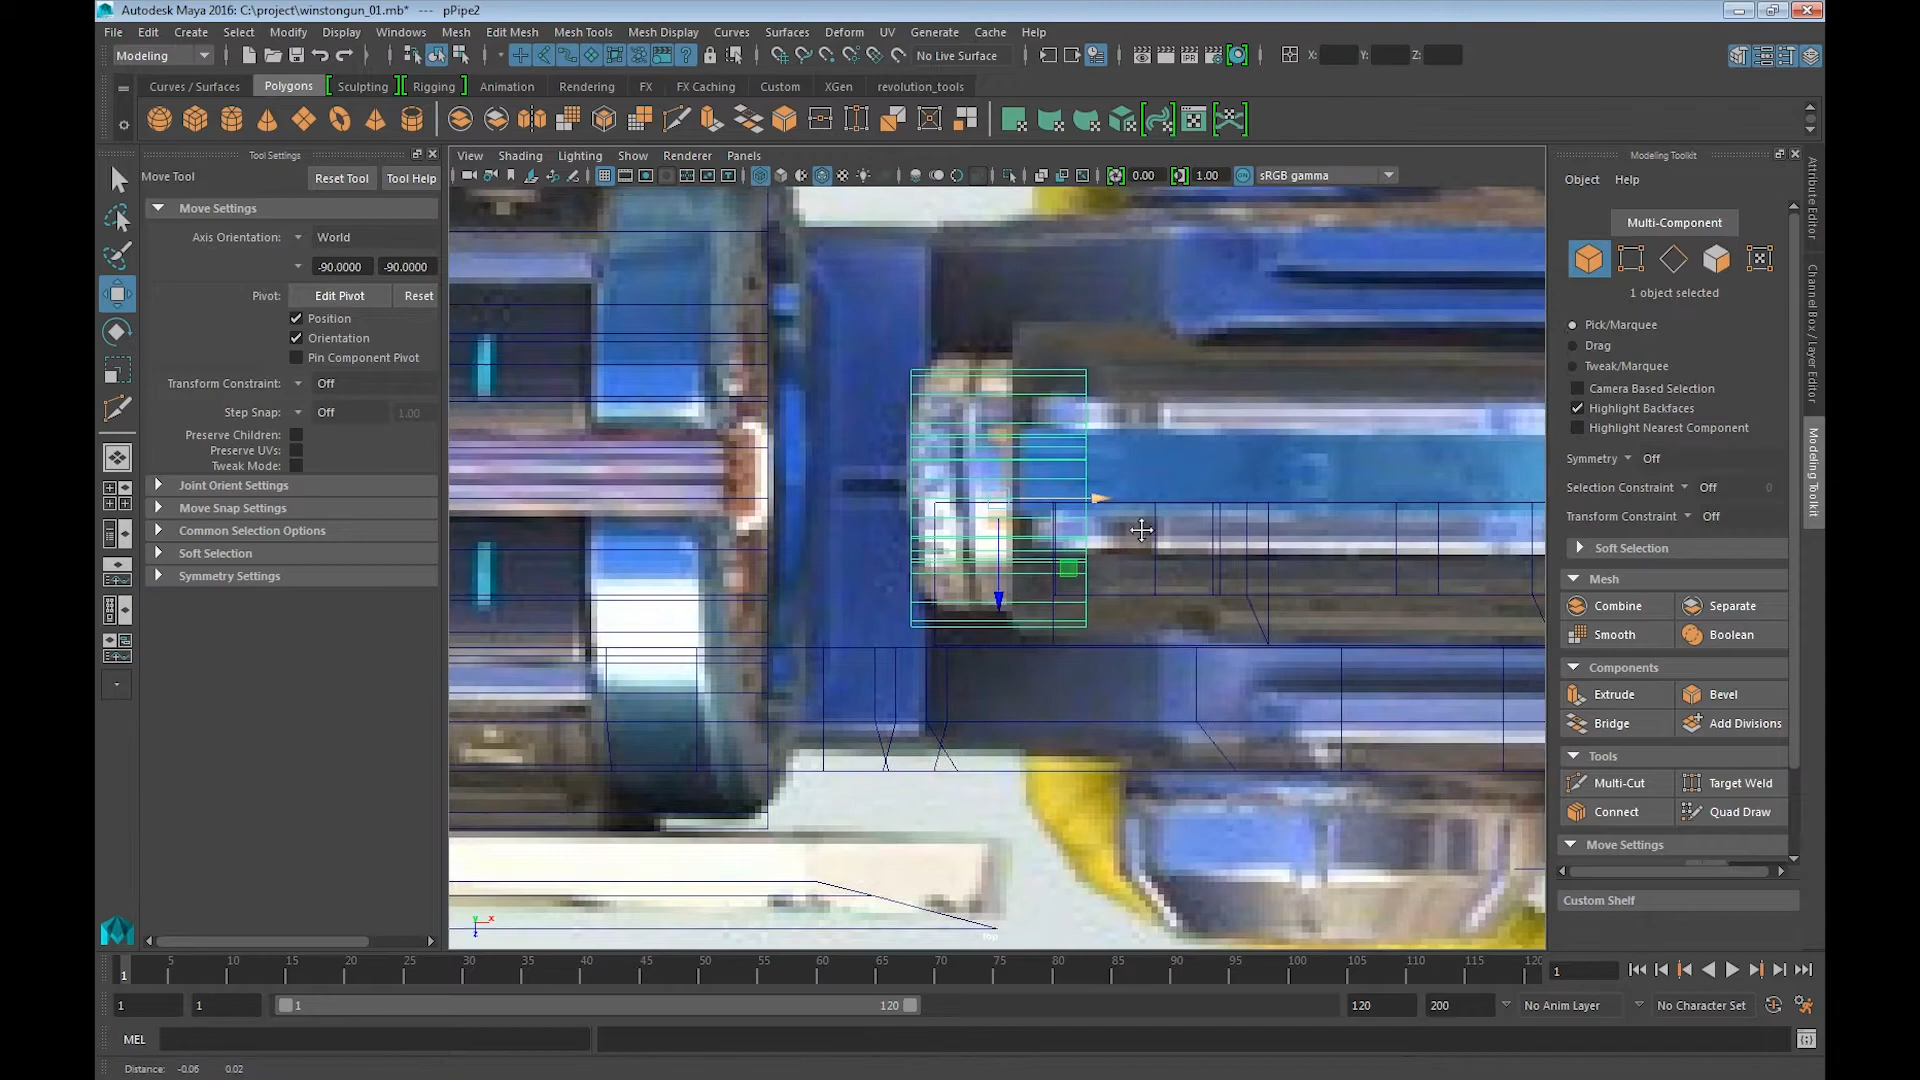 Autodesk Maya 2016: C:\project\winstongun_01.mb* --- pPipe2
File Edit Create Select Modify Display Windows Mesh Edit Mesh Mesh Tools Mesh Display Curves Surfaces Deform UV Generate Cache Help
Modeling No Live Surface X: Y: Z:
Curves / Surfaces Polygons Sculpting Rigging Animation Rendering FX FX Caching Custom XGen revolution_tools
Tool Settings
Move Tool Reset Tool Tool Help
Move Settings
Axis Orientation: World
-90.0000 -90.0000
Pivot: Edit Pivot Reset
Position
Orientation
Pin Component Pivot
Transform Constraint: Off
Step Snap: Off 1.00
Preserve Children:
Preserve UVs:
Tweak Mode:
Joint Orient Settings
Move Snap Settings
Common Selection Options
Soft Selection
Symmetry Settings
View Shading Lighting Show Renderer Panels
0.00 1.00 ON sRGB gamma
y x
z
top
Modeling Toolkit
Object Help
Multi-Component
1 object selected
Pick/Marquee
Drag
Tweak/Marquee
Camera Based Selection
Highlight Backfaces
Highlight Nearest Component
Symmetry Off
Selection Constraint Off 0
Transform Constraint Off
Soft Selection
Mesh
Combine Separate
Smooth Boolean
Components
Extrude Bevel
Bridge Add Divisions
Tools
Multi-Cut Target Weld
Connect Quad Draw
Move Settings
Custom Shelf
Attribute Editor
Channel Box / Layer Editor
Modeling Toolkit
1 5 10 15 20 25 30 35 40 45 50 55 60 65 70 75 80 85 90 95 100 105 110 115 120 1
1 1 1 120 120 200 No Anim Layer No Character Set
MEL
Distance: -0.06 0.02